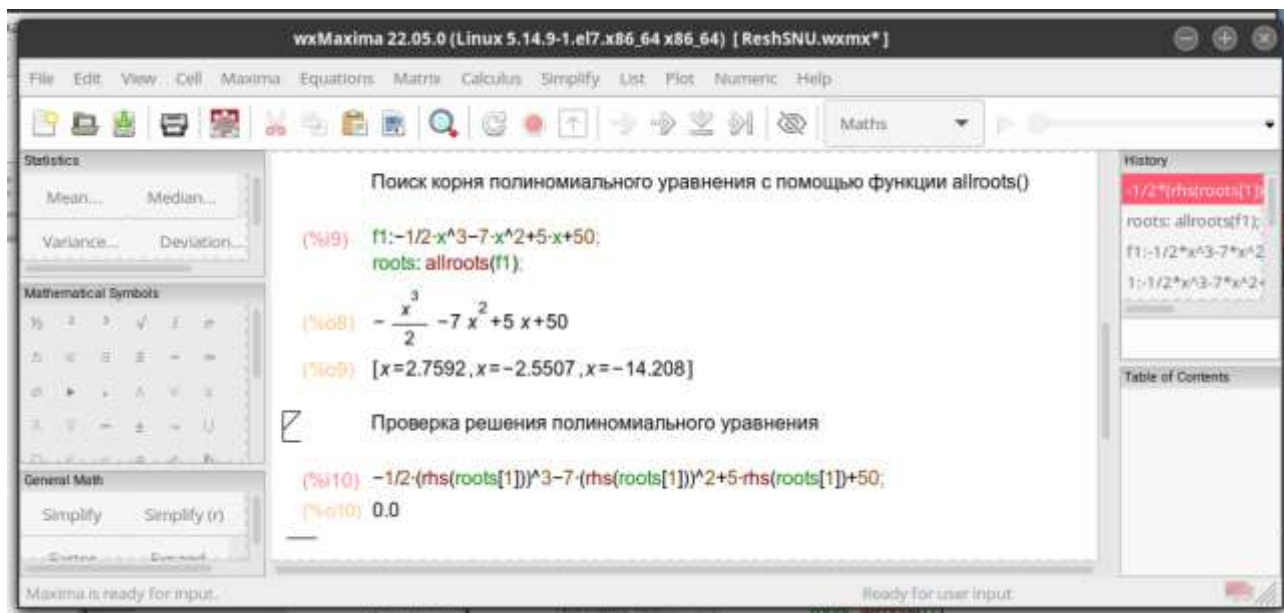 wxMaxima 22.05.0 (Linux 5.14.9-1.el7.x86_64 x86_64) [ReshSNU.wxmx*]
File Edit View Cell Maxima Equations Matrix Calculus Simplify List Plot Numeric Help
Maths
Statistics
Mean... Median...
Variance... Deviation...
Mathematical Symbols
General Math
Simplify Simplify (r)
Поиск корня полиномиального уравнения с помощью функции allroots()
(%i9) f1:−1/2·x^3−7·x^2+5·x+50;
roots: allroots(f1);
(%o8) − x³/2 −7 x² +5 x+50
(%o9) [x=2.7592,x=−2.5507,x=−14.208]
Проверка решения полиномиального уравнения
(%i10) −1/2·(rhs(roots[1]))^3−7·(rhs(roots[1]))^2+5·rhs(roots[1])+50;
(%o10) 0.0
History
-1/2*(rhs(roots[1])
roots: allroots(f1);
f1:-1/2*x^3-7*x^2
1:-1/2*x^3-7*x^2+
Table of Contents
Maxima is ready for input.
Ready for user input